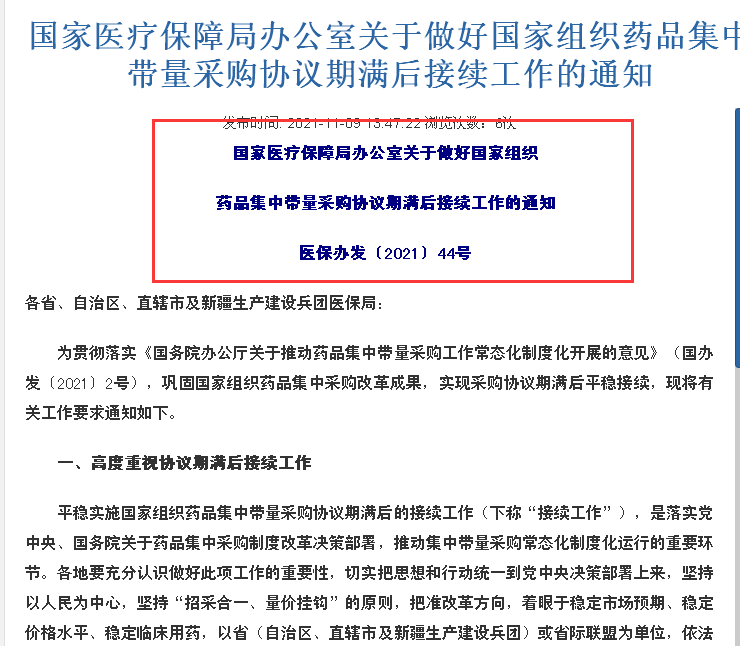 国家医疗保障局办公室关于做好国家组织药品集中
带量采购协议期满后接续工作的通知
发布时间: 2021-11-09 13:47:22 浏览次数：6次
国家医疗保障局办公室关于做好国家组织
药品集中带量采购协议期满后接续工作的通知
医保办发〔2021〕44号
各省、自治区、直辖市及新疆生产建设兵团医保局：
为贯彻落实《国务院办公厅关于推动药品集中带量采购工作常态化制度化开展的意见》（国办
发〔2021〕2号），巩固国家组织药品集中采购改革成果，实现采购协议期满后平稳接续，现将有
关工作要求通知如下。
一、高度重视协议期满后接续工作
平稳实施国家组织药品集中带量采购协议期满后的接续工作（下称“接续工作”），是落实党
中央、国务院关于药品集中采购制度改革决策部署，推动集中带量采购常态化制度化运行的重要环
节。各地要充分认识做好此项工作的重要性，切实把思想和行动统一到党中央决策部署上来，坚持
以人民为中心，坚持“招采合一、量价挂钩”的原则，把准改革方向，着眼于稳定市场预期、稳定
价格水平、稳定临床用药，以省（自治区、直辖市及新疆生产建设兵团）或省际联盟为单位，依法